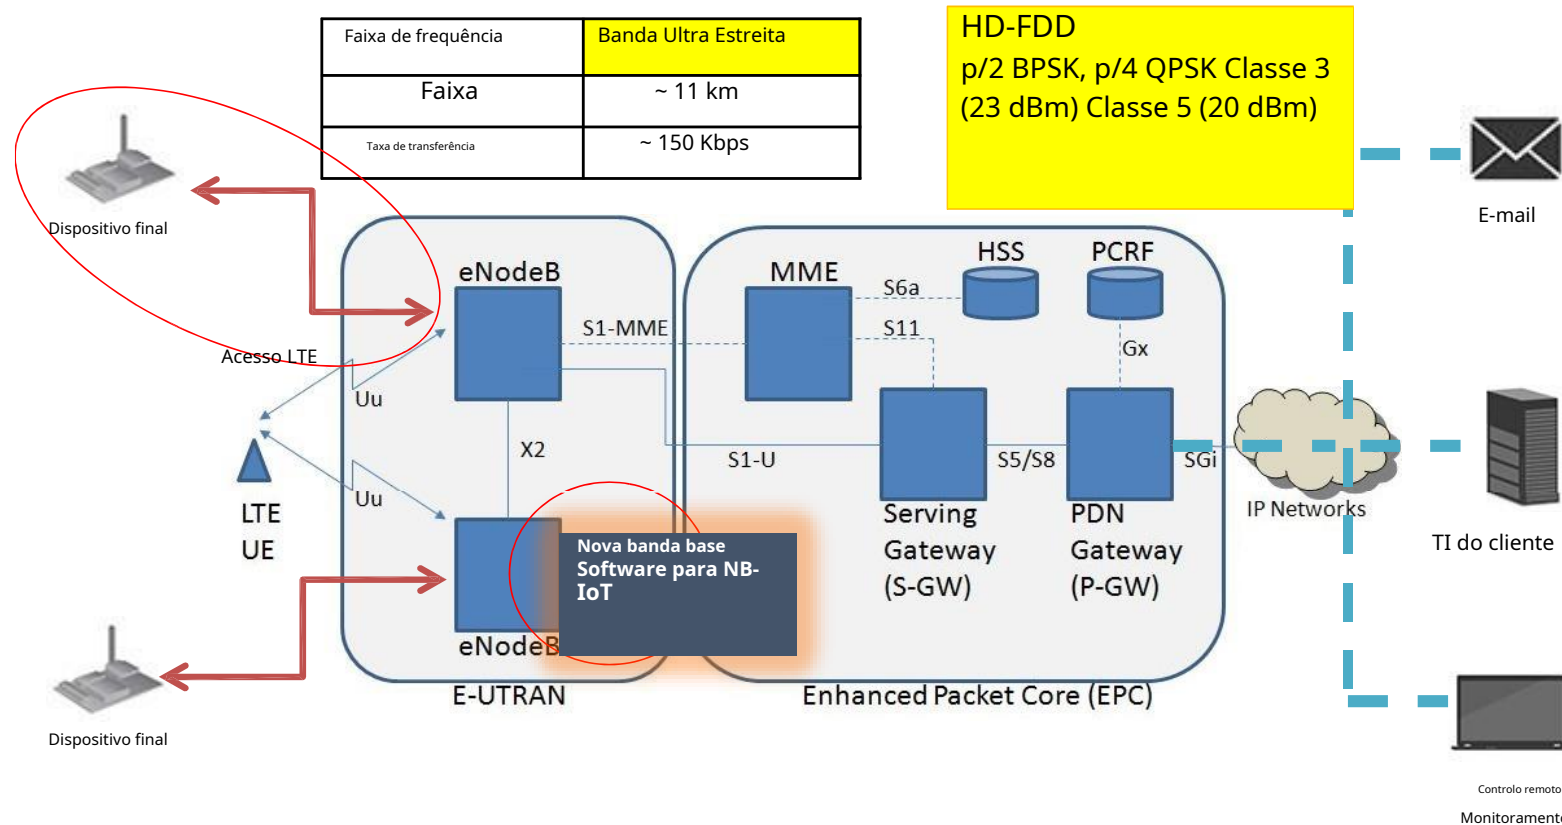 Faixa de frequência
Banda Ultra Estreita
Faixa
~ 11 km
Taxa de transferência
~ 150 Kbps
HD-FDD
p/2 BPSK, p/4 QPSK Classe 3
(23 dBm) Classe 5 (20 dBm)
E-mail
Dispositivo final
eNodeB
MME
HSS
PCRF
S6a
S1-MME
S11
Gx
Acesso LTE
Uu
X2
S1-U
S5/S8
SGi
Uu
LTE
UE
Serving
Gateway
(S-GW)
PDN
Gateway
(P-GW)
IP Networks
TI do cliente
Nova banda base
Software para NB-
IoT
eNodeB
E-UTRAN
Enhanced Packet Core (EPC)
Dispositivo final
Controlo remoto
Monitoramento